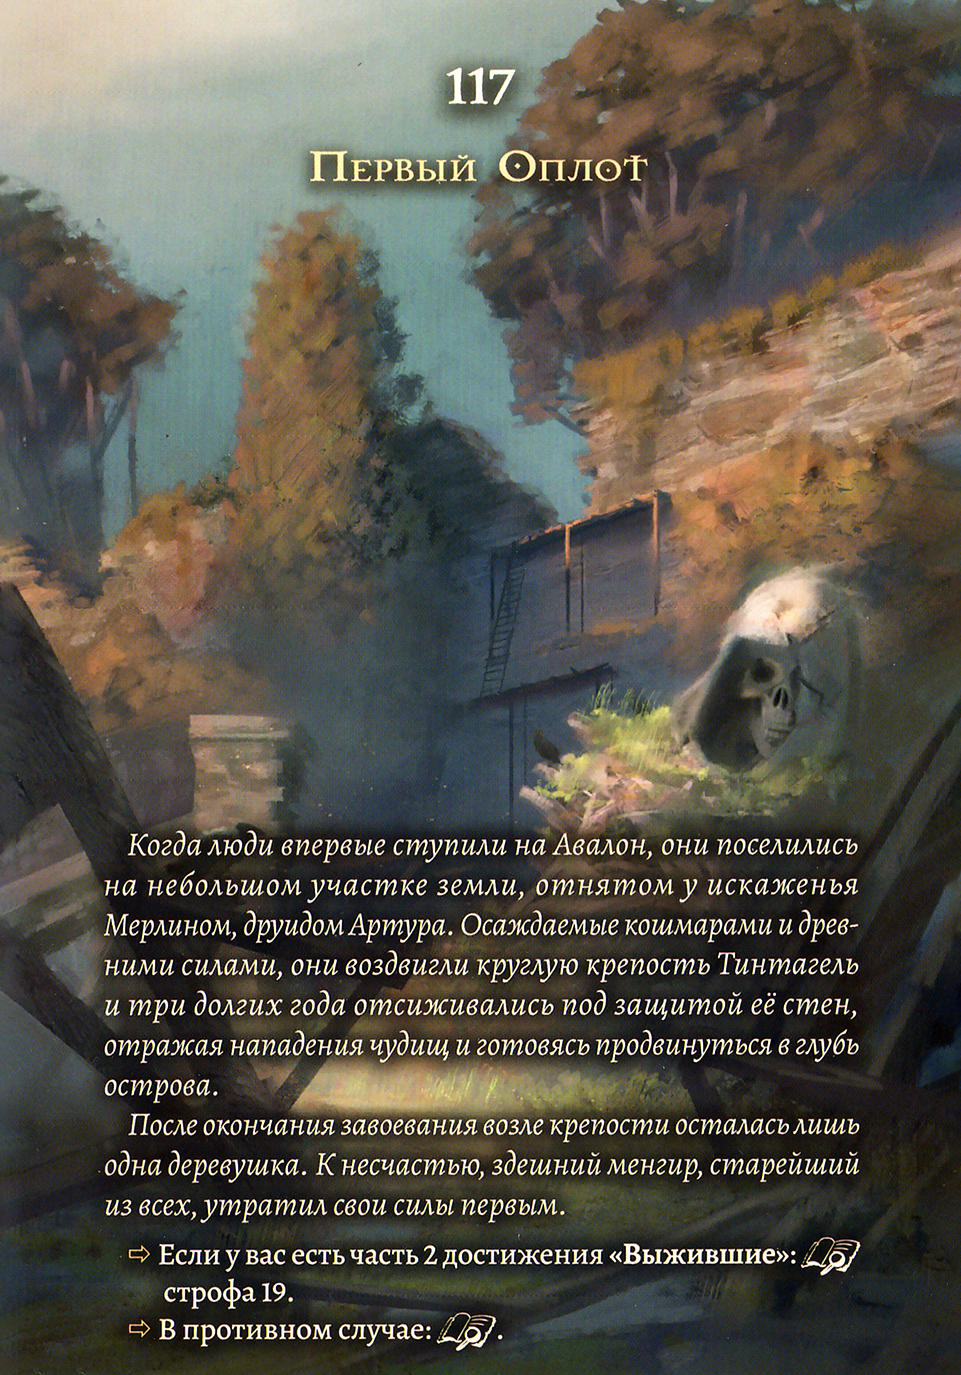 117
Первый Оплот
Когда люди впервые ступили на Авалон, они поселились
на небольшом участке земли, отнятом у искаженья
Мерлином, друидом Артура. Осаждаемые кошмарами и древ-
ними силами, они воздвигли круглую крепость Тинтагель
и три долгих года отсиживались под защитой её стен,
отражая нападения чудищ и готовясь продвинуться в глубь
острова.
После окончания завоевания возле крепости осталась лишь
одна деревушка. К несчастью, здешний менгир, старейший
из всех, утратил свои силы первым.
⇨ Если у вас есть часть 2 достижения «Выжившие»:
строфа 19.
⇨ В противном случае: .